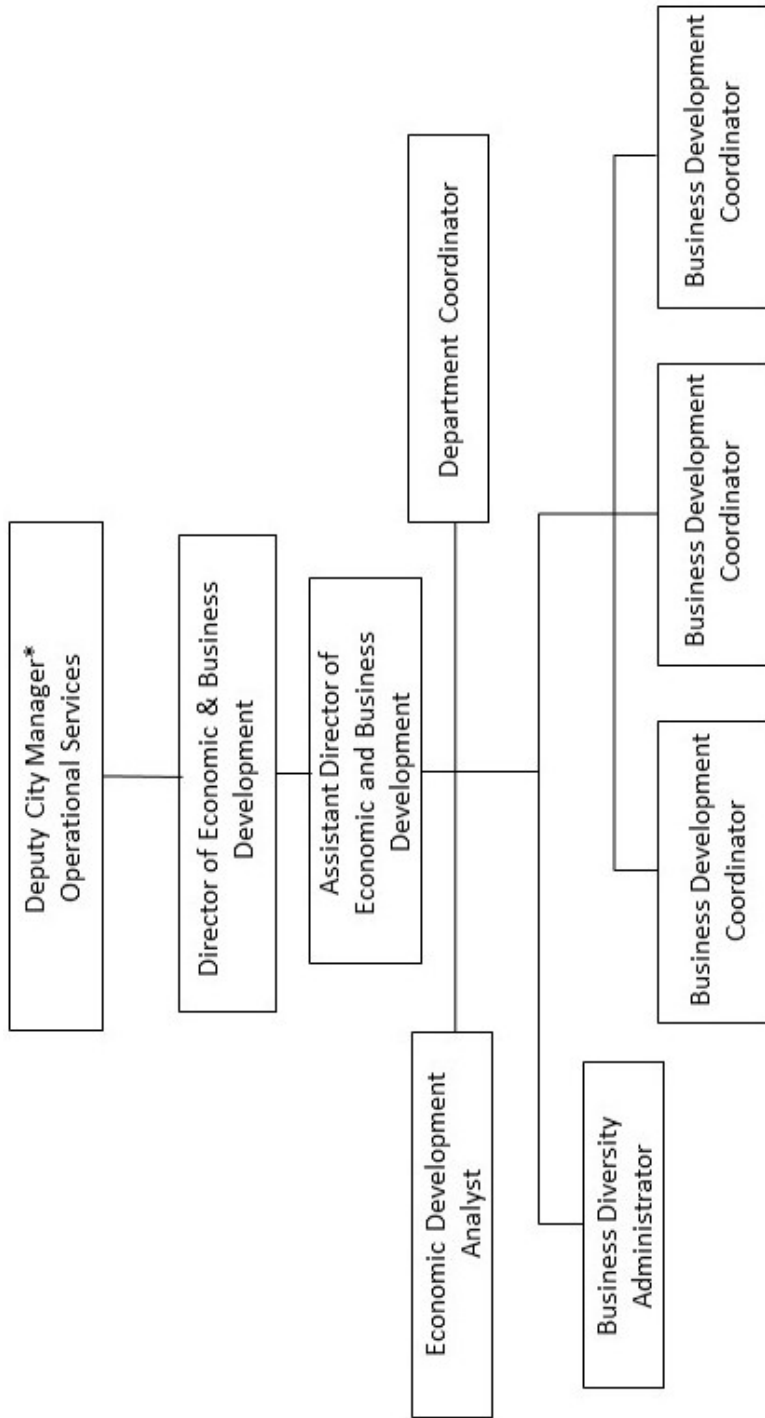 Deputy City Manager*
Operational Services
Director of Economic & Business
Development
Assistant Director of
Economic and Business
Development
Economic Development
Analyst
Department Coordinator
Business Diversity
Administrator
Business Development
Coordinator
Business Development
Coordinator
Business Development
Coordinator